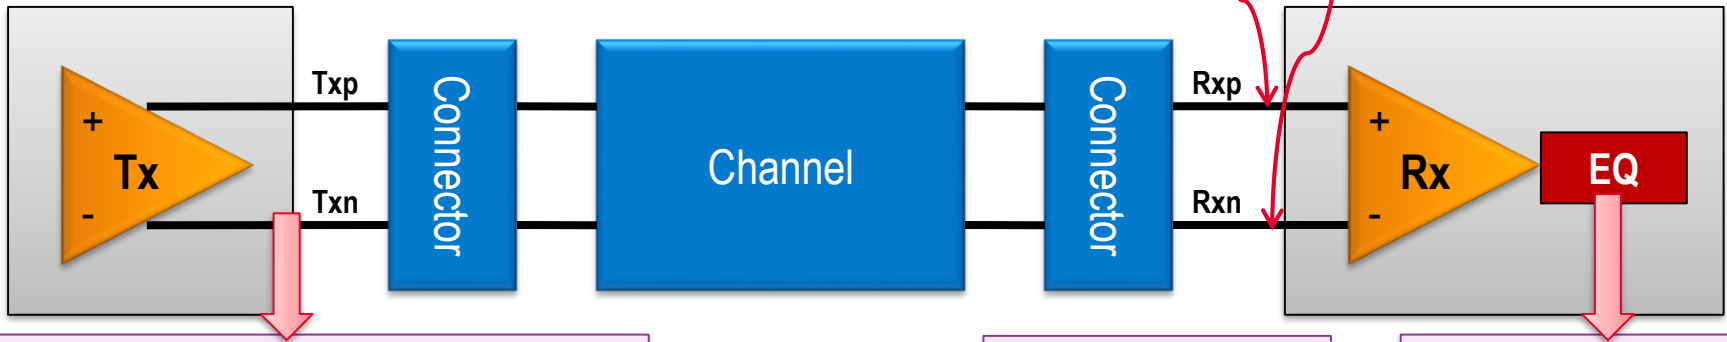 +
-
Tx
Txp
Txn
Connector
Channel
Connector
Rxp
Rxn
+
-
Rx
EQ